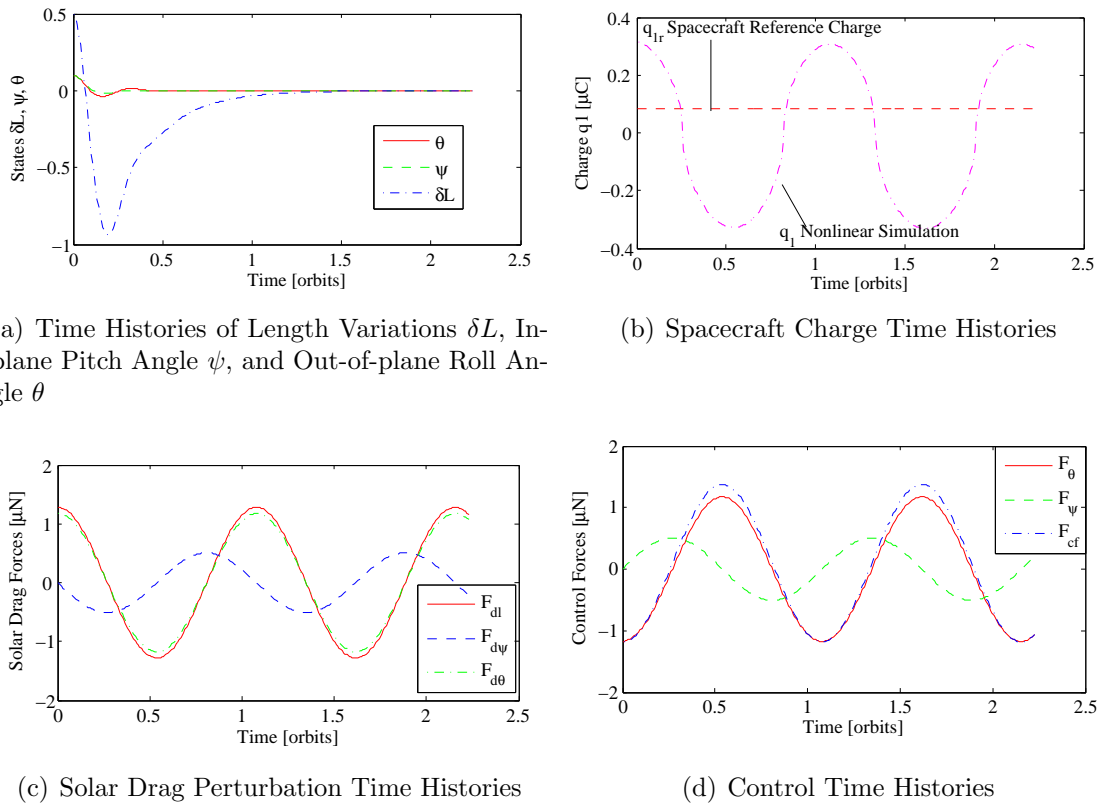 0.5
0
−0.5
−1
States δL, ψ, θ
θ
ψ
δL
0 0.5 1 1.5 2 2.5
Time [orbits]
a) Time Histories of Length Variations δL, In-
plane Pitch Angle ψ, and Out-of-plane Roll An-
gle θ
0.4
0.2
0
−0.2
−0.4
Charge q1 [μC]
q1r Spacecraft Reference Charge
q1 Nonlinear Simulation
0 0.5 1 1.5 2 2.5
Time [orbits]
(b) Spacecraft Charge Time Histories
2
1
0
−1
−2
Solar Drag Forces [μN]
Fdl
Fdψ
Fdθ
0 0.5 1 1.5 2 2.5
Time [orbits]
(c) Solar Drag Perturbation Time Histories
2
1
0
−1
−2
Control Forces [μN]
Fθ
Fψ
Fcf
0 0.5 1 1.5 2 2.5
Time [orbits]
(d) Control Time Histories